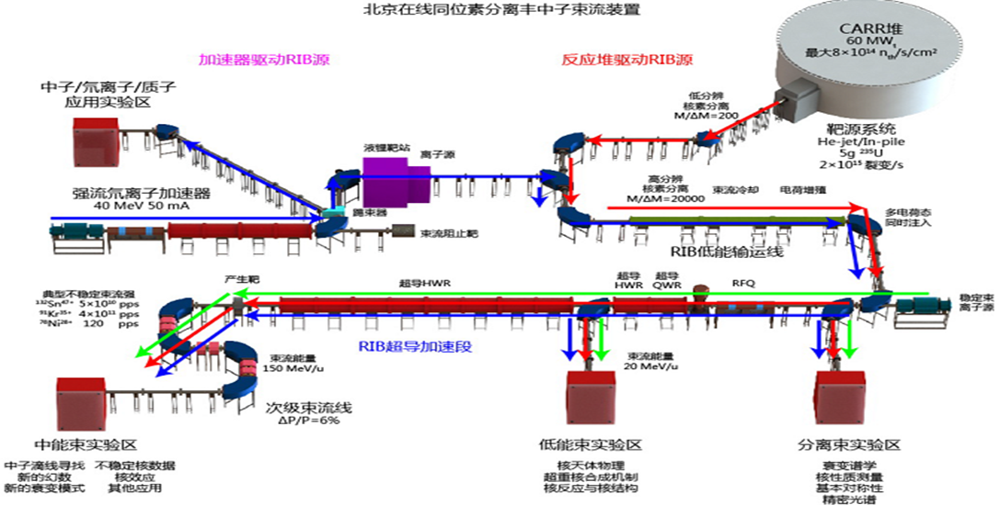 北京在线同位素分离丰中子束流装置
CARR堆
60 MWt
最大8×10¹⁴ nth/s/cm²
加速器驱动RIB源
反应堆驱动RIB源
中子/氘离子/质子
应用实验区
低分辨
核素分离
M/ΔM=200
靶源系统
He-jet/In-pile
5g ²³⁵U
2×10¹⁵ 裂变/s
液锂靶站
离子源
强流氘离子加速器
40 MeV 50 mA
踢束器
束流阻止靶
高分辨
核素分离
M/ΔM=20000
束流冷却
电荷增殖
多电荷态
同时注入
RIB低能输运线
典型不稳定束流强
¹³²Sn⁴⁷⁺ 5×10¹⁰ pps
⁹¹Kr³⁵⁺ 4×10¹¹ pps
⁷⁸Ni²⁸⁺ 120 pps
产生靶
超导HWR
超导
HWR
超导
QWR
RFQ
稳定束
离子源
RIB超导加速段
束流能量
150 MeV/u
束流能量
20 MeV/u
次级束流线
ΔP/P=6%
中能束实验区
中子滴线寻找 不稳定核数据
新的幻数 核效应
新的衰变模式 其他应用
低能束实验区
核天体物理
超重核合成机制
核反应与核结构
分离束实验区
衰变谱学
核性质测量
基本对称性
精密光谱